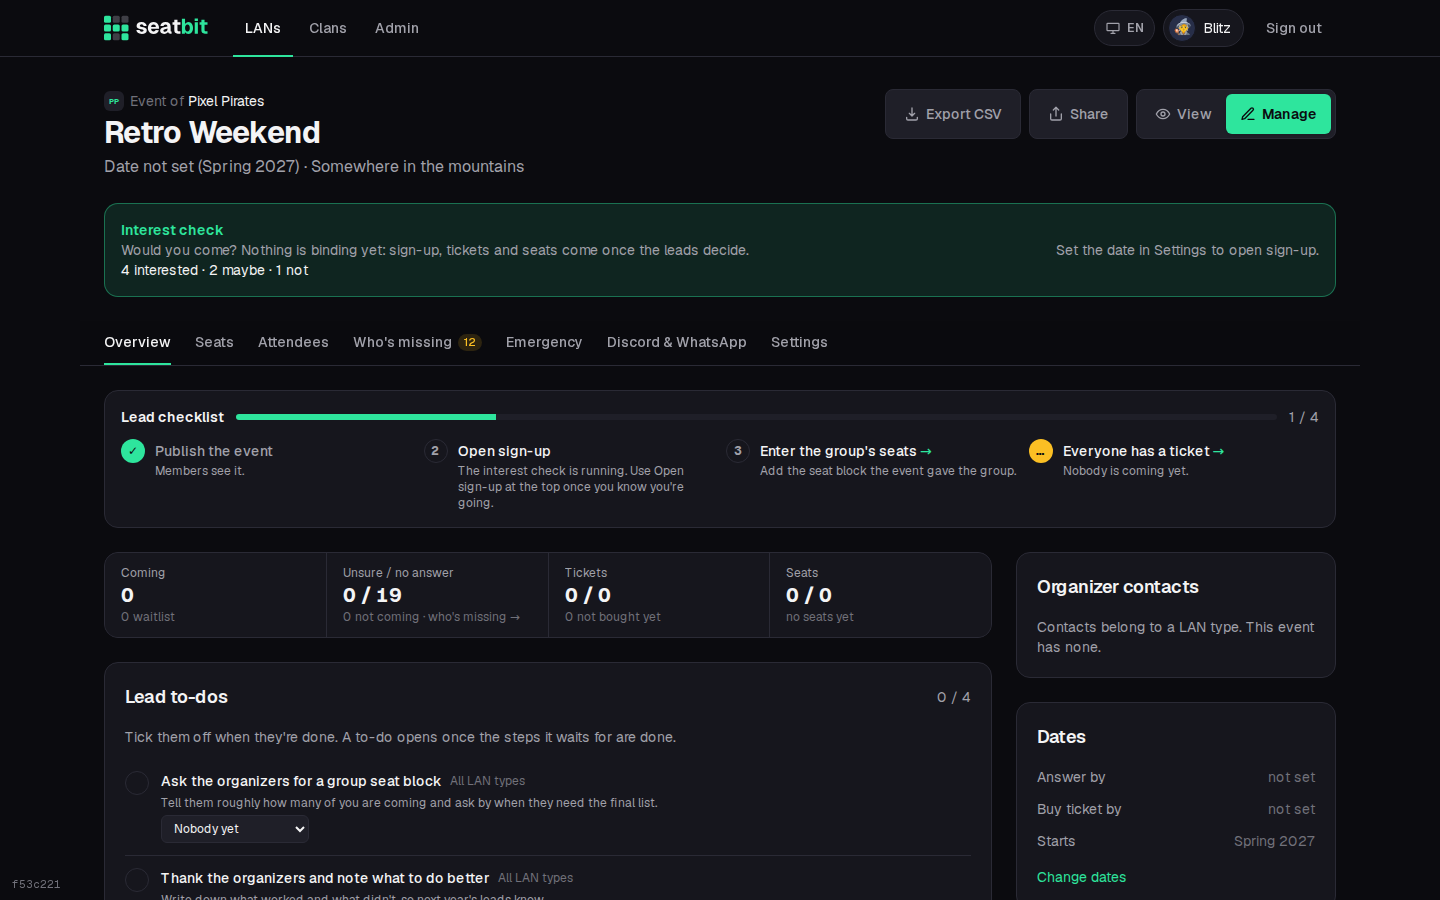 seatbit
LANs
Clans
Admin
EN
Blitz
Sign out
PP
Event of Pixel Pirates
Retro Weekend
Date not set (Spring 2027) · Somewhere in the mountains
Export CSV
Share
View
Manage
Interest check
Would you come? Nothing is binding yet: sign-up, tickets and seats come once the leads decide.
4 interested · 2 maybe · 1 not
Set the date in Settings to open sign-up.
Overview
Seats
Attendees
Who's missing 12
Emergency
Discord & WhatsApp
Settings
Lead checklist
1 / 4
✓
Publish the event
Members see it.
2
Open sign-up
The interest check is running. Use Open
sign-up at the top once you know you're
going.
3
Enter the group's seats →
Add the seat block the event gave the group.
…
Everyone has a ticket →
Nobody is coming yet.
Coming
0
0 waitlist
Unsure / no answer
0 / 19
0 not coming · who's missing →
Tickets
0 / 0
0 not bought yet
Seats
0 / 0
no seats yet
Lead to-dos
0 / 4
Tick them off when they're done. A to-do opens once the steps it waits for are done.
Ask the organizers for a group seat block All LAN types
Tell them roughly how many of you are coming and ask by when they need the final list.
Nobody yet
Thank the organizers and note what to do better All LAN types
Write down what worked and what didn't, so next year's leads know.
Organizer contacts
Contacts belong to a LAN type. This event
has none.
Dates
Answer by not set
Buy ticket by not set
Starts Spring 2027
Change dates
f53c221